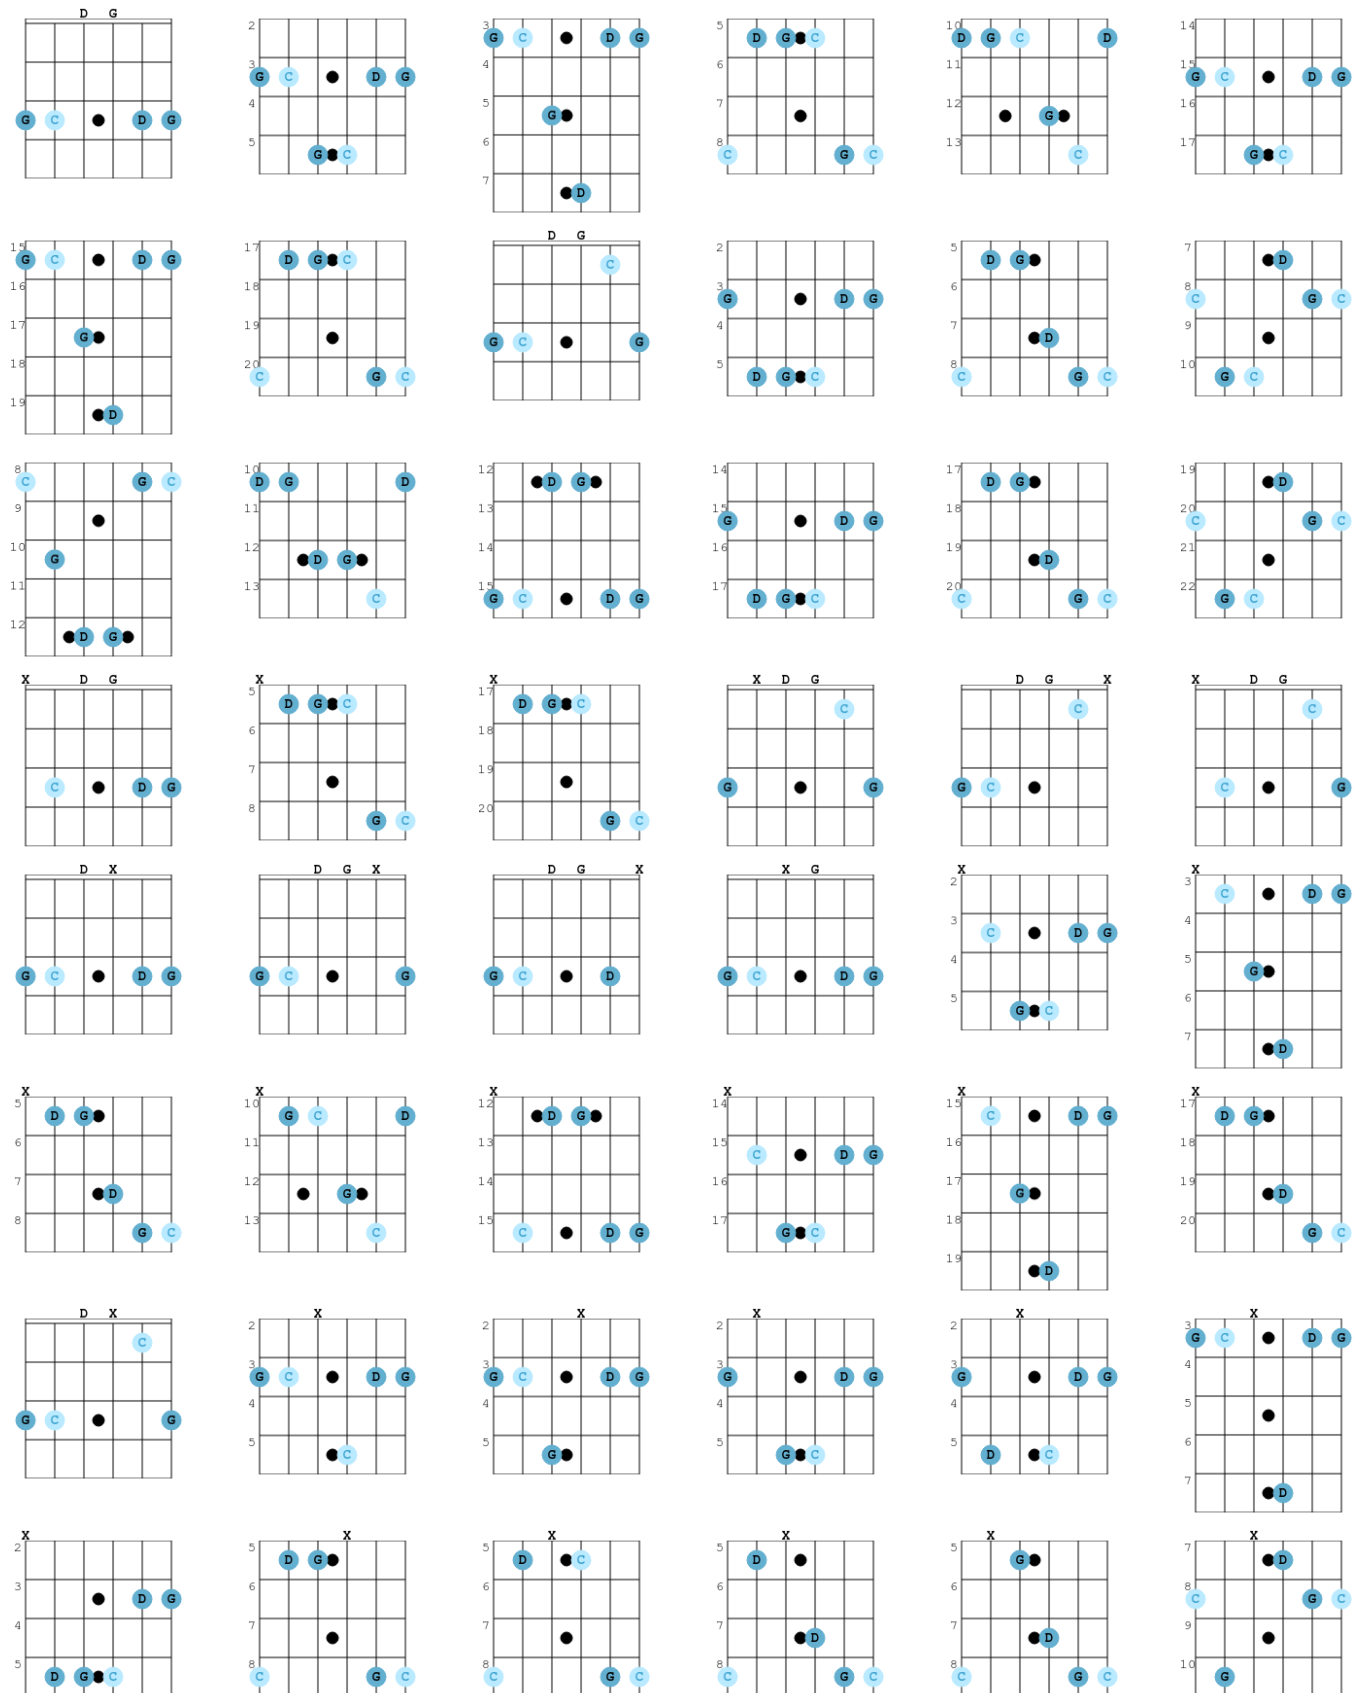 D G
G C D G
2
3 G C D G
4
5 G C
3 G C D G
4
5 G
6
7 D
5 D G C
6
7
8 C G C
10 D G C D
11
12 G
13 C
14
15 G C D G
16
17 G C
15 G C D G
16
17 G
18
19 D
17 D G C
18
19
20 C G C
D G
C
G C G
2
3 G D G
4
5 D G C
5 D G
6
7 D
8 C G C
7 D
8 C G C
9
10 G C
8 C G C
9
10 G
11
12 D G
10 D G D
11
12 D G
13 C
12 D G
13
14
15 G C D G
14
15 G D G
16
17 D G C
17 D G
18
19 D
20 C G C
19 D
20 C G C
21
22 G C
X D G
C D G
X
5 D G C
6
7
8 G C
X
17 D G C
18
19
20 G C
X D G
C
G G
D G X
C
G C
X D G
C
C G
D X
G C D G
D G X
G C G
D G X
G C D
X G
G C D G
X
2
3 C D G
4
5 G C
X
3 C D G
4
5 G
6
7 D
X
5 D G
6
7 D
8 G C
X
10 G C D
11
12 G
13 C
X
12 D G
13
14
15 C D G
X
14
15 C D G
16
17 G C
X
15 C D G
16
17 G
18
19 D
X
17 D G
18
19 D
20 G C
D X
C
G C G
X
2
3 G C D G
4
5 C
X
2
3 G C D G
4
5 G
X
2
3 G D G
4
5 G C
X
2
3 G D G
4
5 D C
X
3 G C D G
4
5
6
7 D
X
2
3 D G
4
5 D G C
X
5 D G
6
7
8 C G C
X
5 D C
6
7
8 C G C
X
5 D
6
7 D
8 C G C
X
5 G
6
7 D
8 C G C
X
7 D
8 C G C
9
10 G